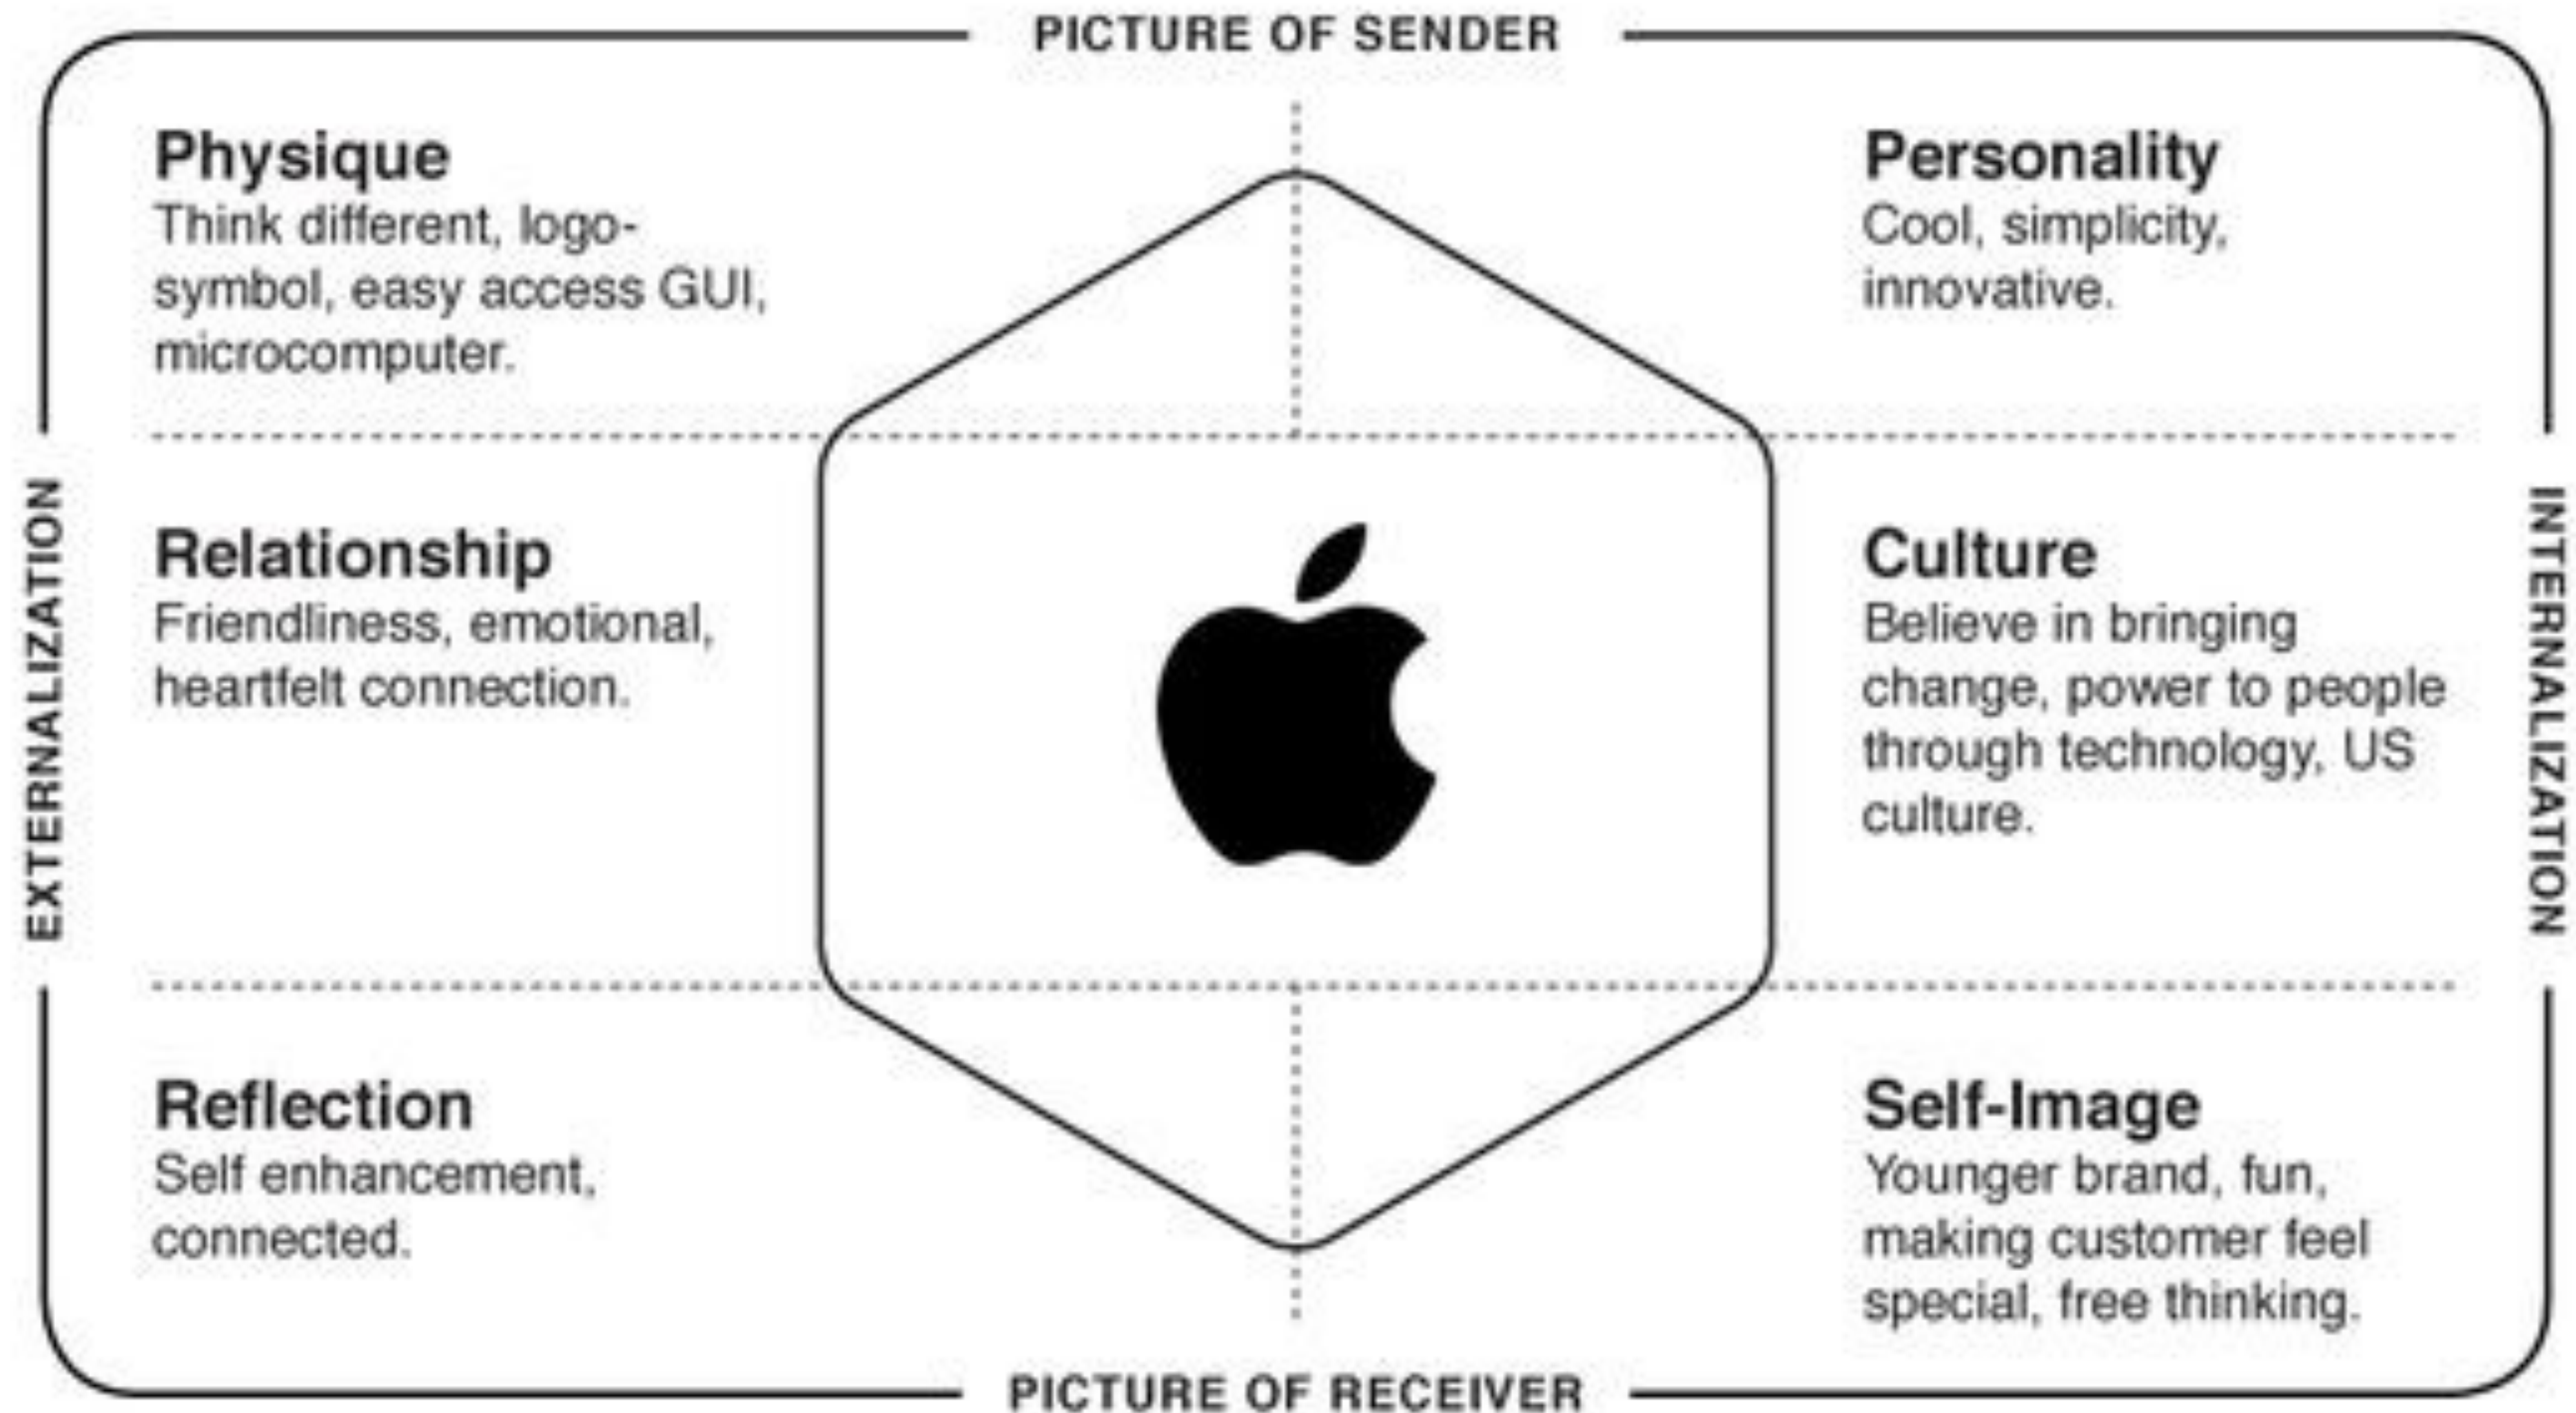 PICTURE OF SENDER
Physique
Think different, logo-
symbol, easy access GUI,
microcomputer.
Personality
Cool, simplicity,
innovative.
EXTERNALIZATION
Relationship
Friendliness, emotional,
heartfelt connection.
Culture
Believe in bringing
change, power to people
through technology, US
culture.
INTERNALIZATION
Reflection
Self enhancement,
connected.
Self-Image
Younger brand, fun,
making customer feel
special, free thinking.
PICTURE OF RECEIVER